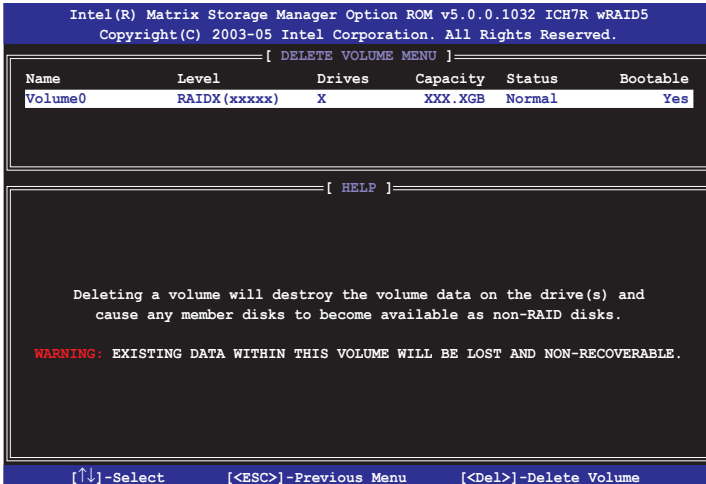 Intel(R) Matrix Storage Manager Option ROM v5.0.0.1032 ICH7R wRAID5
Copyright(C) 2003-05 Intel Corporation. All Rights Reserved.
[ DELETE VOLUME MENU ]
Name Level Drives Capacity Status Bootable
Volume0 RAIDX(xxxxx) X XXX.XGB Normal Yes
[ HELP ]
Deleting a volume will destroy the volume data on the drive(s) and
cause any member disks to become available as non-RAID disks.
WARNING: EXISTING DATA WITHIN THIS VOLUME WILL BE LOST AND NON-RECOVERABLE.
[↑↓]-Select [<ESC>]-Previous Menu [<Del>]-Delete Volume